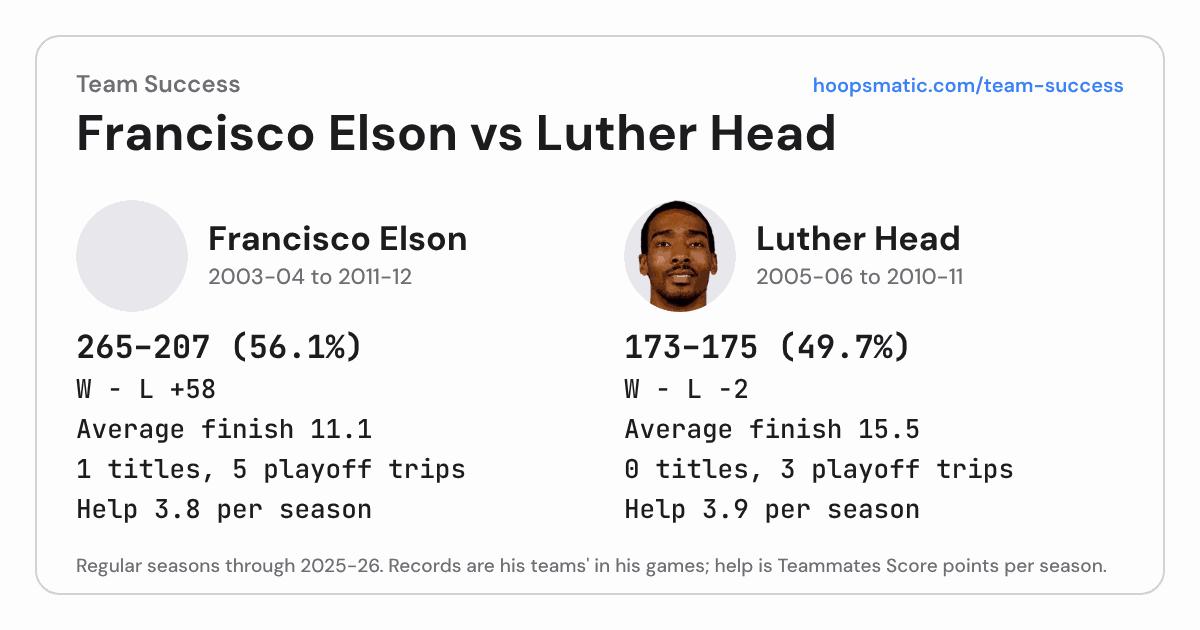 Team Success
hoopsmatic.com/team-success
Francisco Elson vs Luther Head
Francisco Elson
2003-04 to 2011-12
265-207 (56.1%)
W - L +58
Average finish 11.1
1 titles, 5 playoff trips
Help 3.8 per season
Luther Head
2005-06 to 2010-11
173-175 (49.7%)
W - L -2
Average finish 15.5
0 titles, 3 playoff trips
Help 3.9 per season
Regular seasons through 2025-26. Records are his teams' in his games; help is Teammates Score points per season.